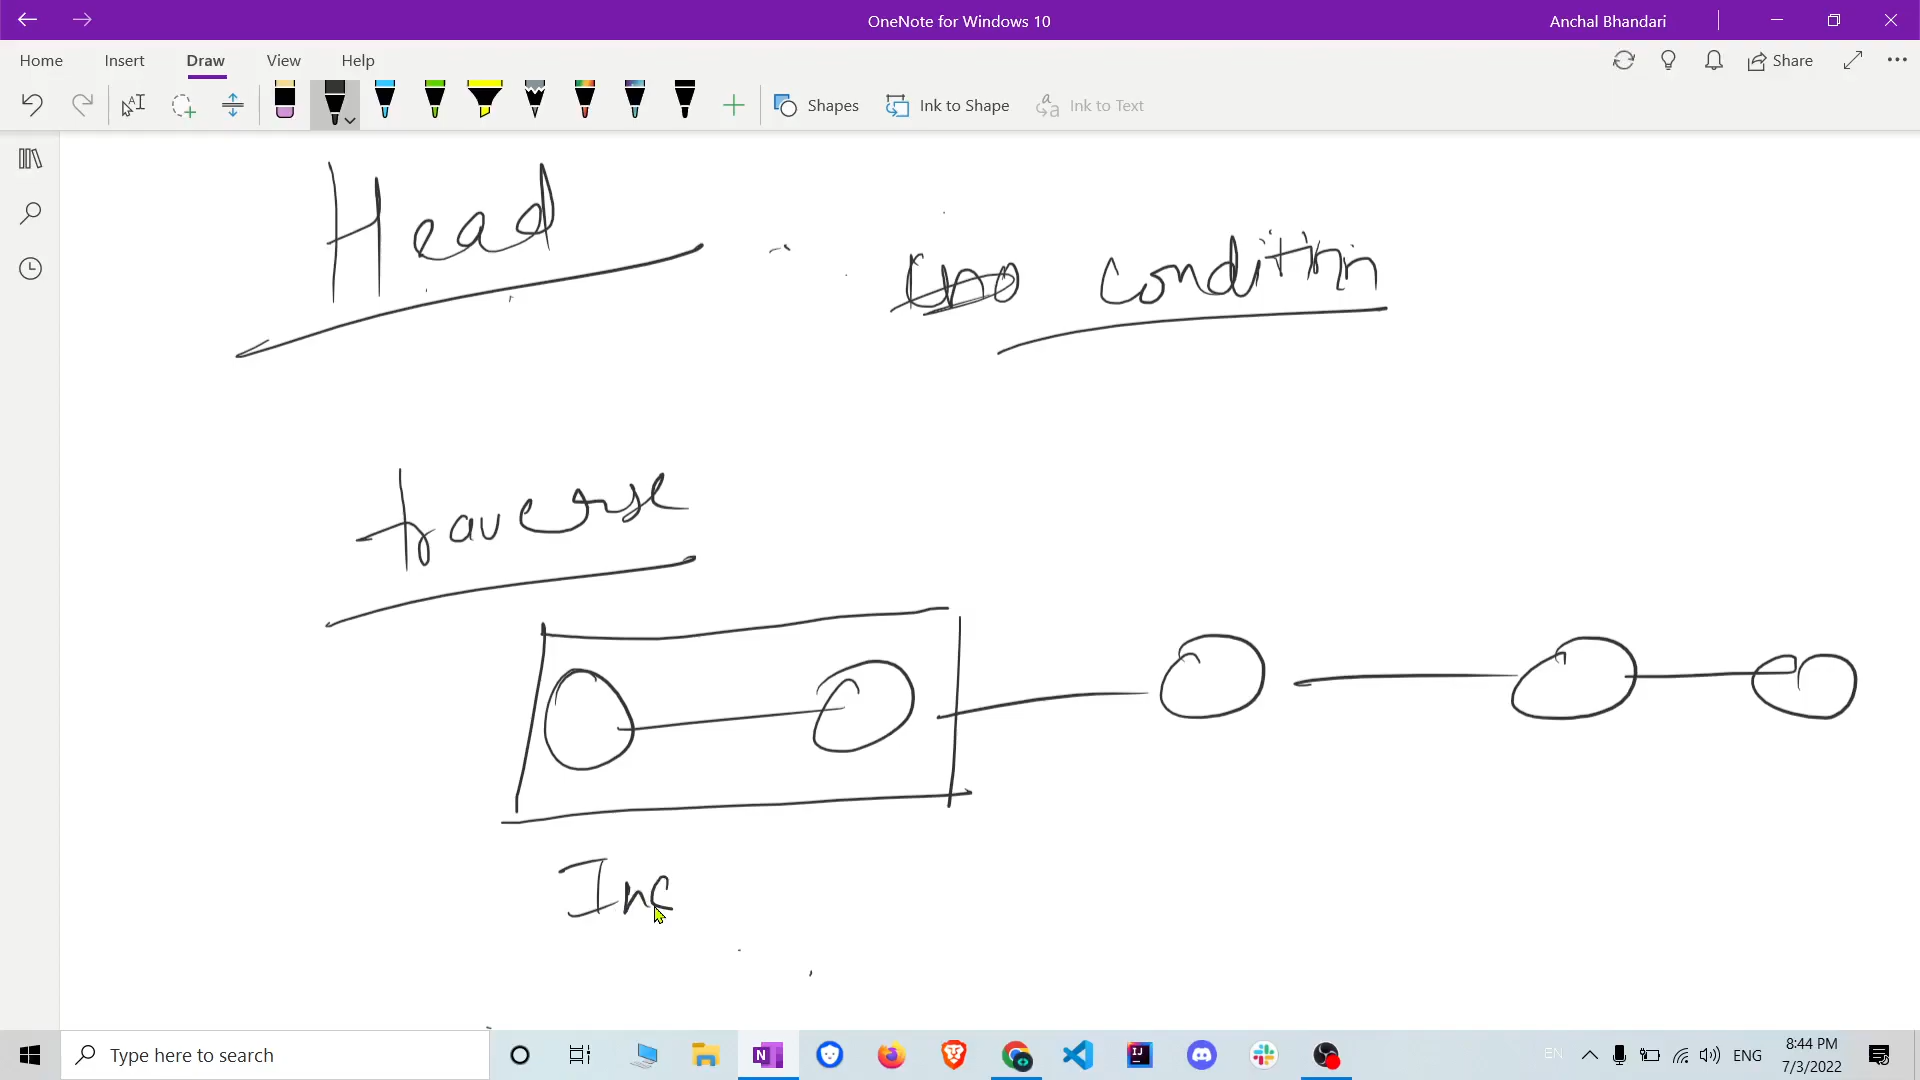 OneNote for Windows 10
Anchal Bhandari
Home Insert Draw View Help
Share
Shapes
Ink to Shape
Ink to Text
Head
condition
traverse
Inc
Type here to search
EN
ENG
8:44 PM
7/3/2022